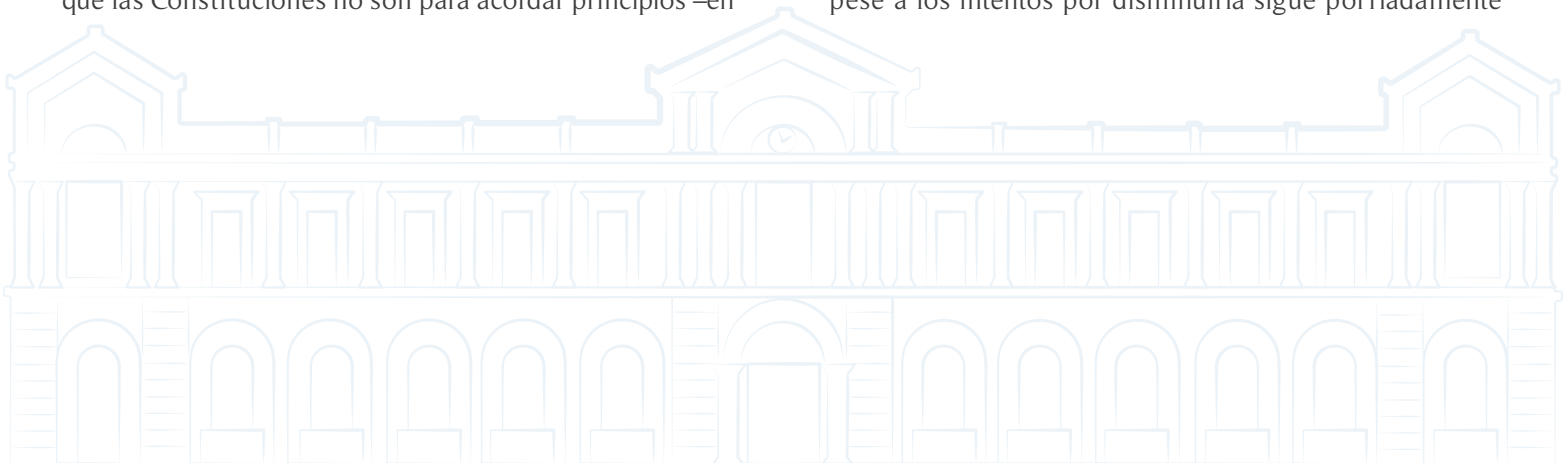 que las Constituciones no son para acordar principios –en
pese a los intentos por disminuirla sigue porfiadamente